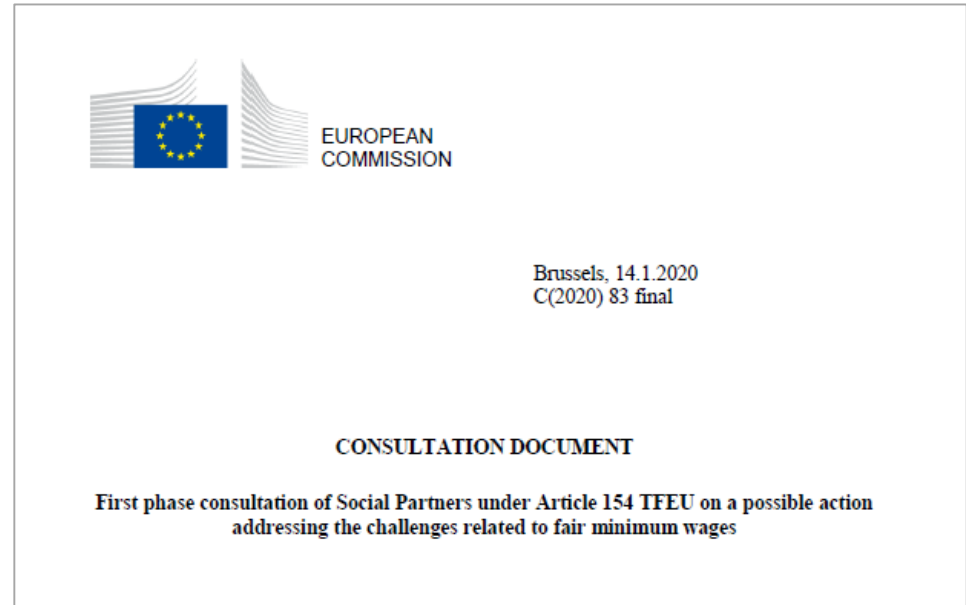 EUROPEAN
COMMISSION
Brussels, 14.1.2020
C(2020) 83 final
CONSULTATION DOCUMENT
First phase consultation of Social Partners under Article 154 TFEU on a possible action
addressing the challenges related to fair minimum wages